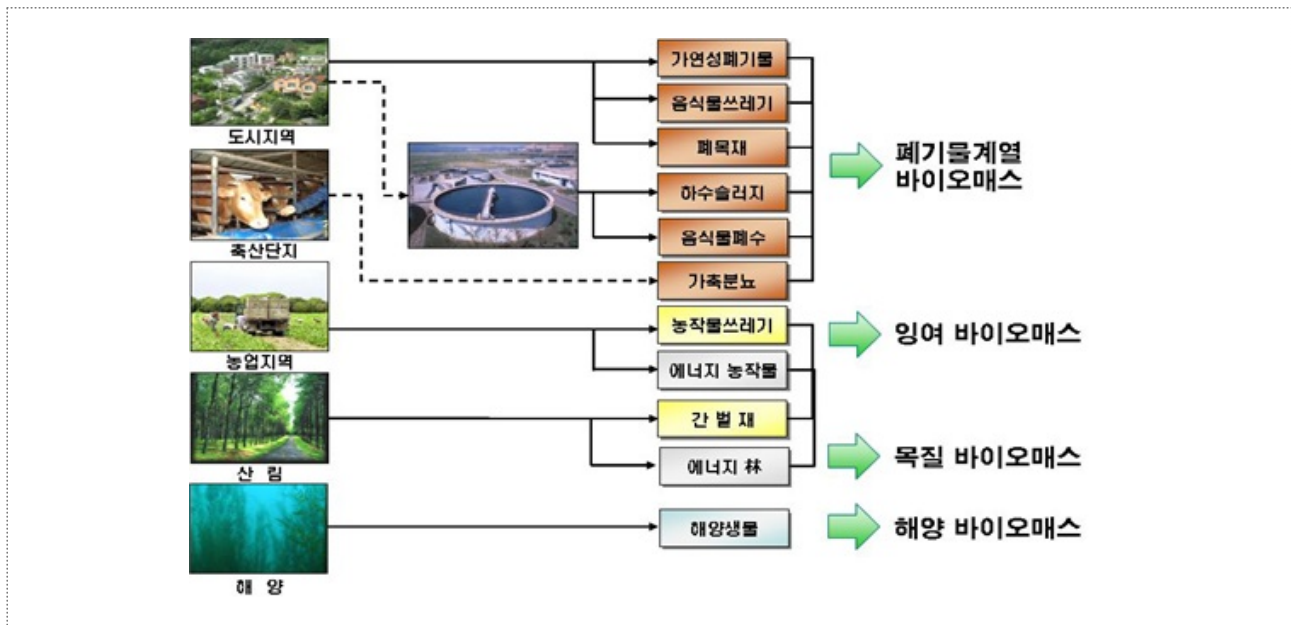 도시지역
축산단지
농업지역
산 림
해 양
가연성폐기물
음식물쓰레기
폐목재
하수슬러지
음식물폐수
가축분뇨
농작물쓰레기
에너지 농작물
간 벌 재
에너지 林
해양생물
폐기물계열
바이오매스
잉여 바이오매스
목질 바이오매스
해양 바이오매스